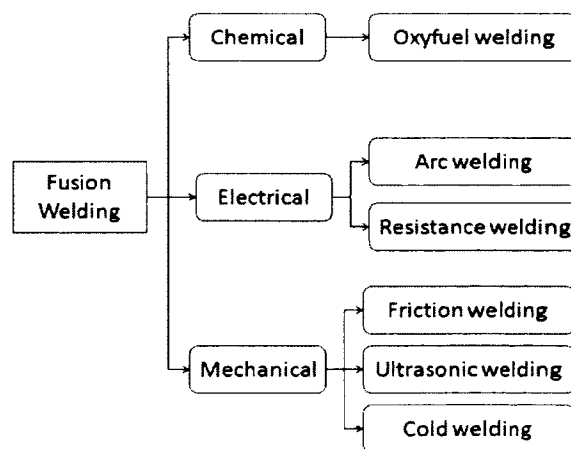 Chemical
Oxyfuel welding
Fusion
Welding
Electrical
Arc welding
Resistance welding
Mechanical
Friction welding
Ultrasonic welding
Cold welding